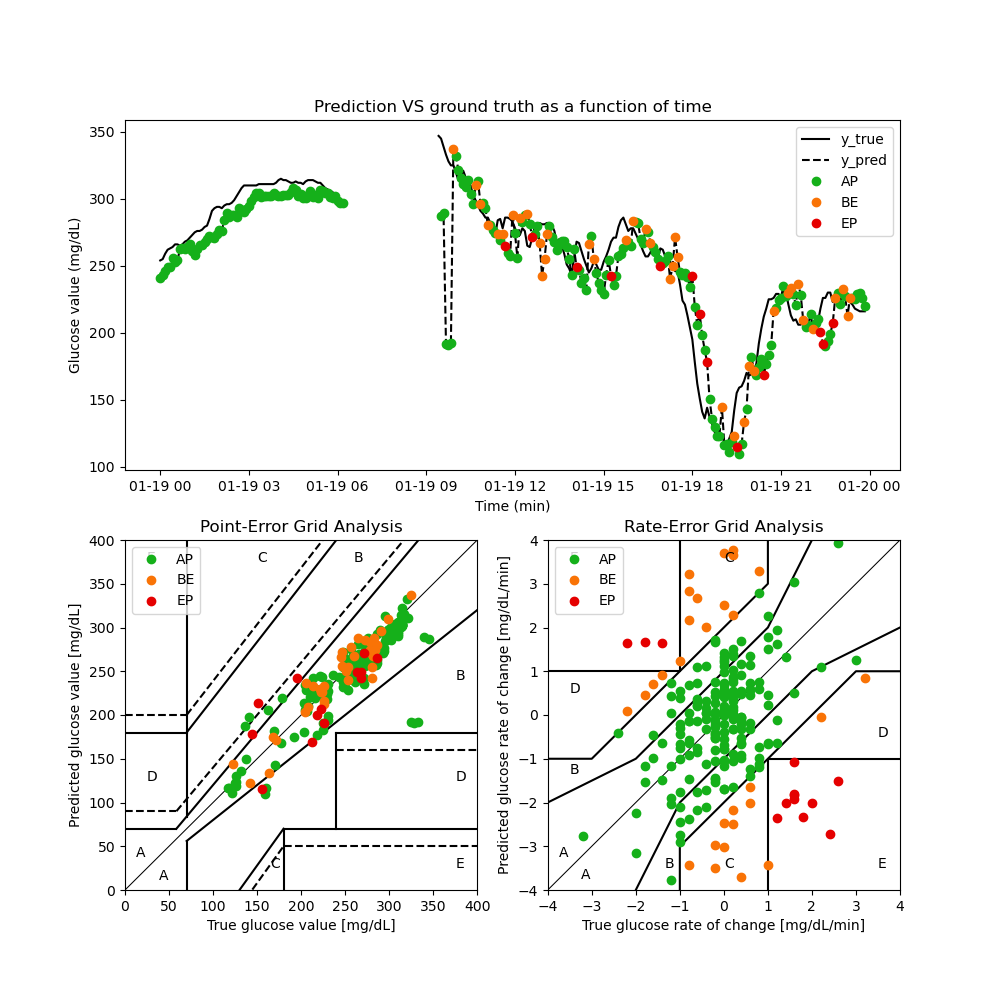 Prediction VS ground truth as a function of time
Glucose value (mg/dL)
350
300
250
200
150
100
y_true
y_pred
AP
BE
EP
01-19 00 01-19 03 01-19 06 01-19 09 01-19 12 01-19 15 01-19 18 01-19 21 01-20 00
Time (min)
Point-Error Grid Analysis
Predicted glucose value [mg/dL]
400
350
300
250
200
150
100
50
0
AP
BE
EP
C
B
B
D
D
A
A
C
E
0 50 100 150 200 250 300 350 400
True glucose value [mg/dL]
Rate-Error Grid Analysis
Predicted glucose rate of change [mg/dL/min]
4
3
2
1
0
−1
−2
−3
−4
AP
BE
EP
C
D
D
B
A
A
B
C
E
−4 −3 −2 −1 0 1 2 3 4
True glucose rate of change [mg/dL/min]